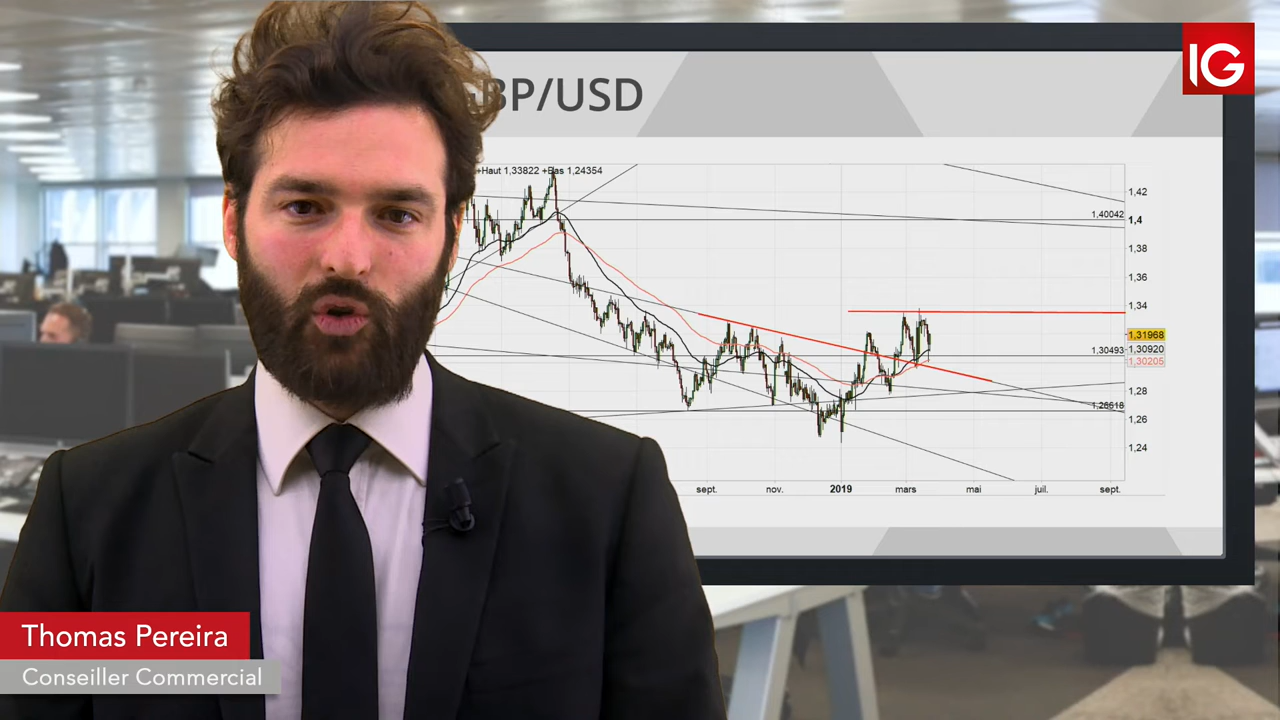 IG
GBP/USD
+Haut 1,33822 +Bas 1,24354
1,42
1,40042
1,4
1,38
1,36
1,34
1,31968
1,30493
1,30920
1,30205
1,28
1,26618
1,26
1,24
sept.
nov.
2019
mars
mai
juil.
sept.
Thomas Pereira
Conseiller Commercial